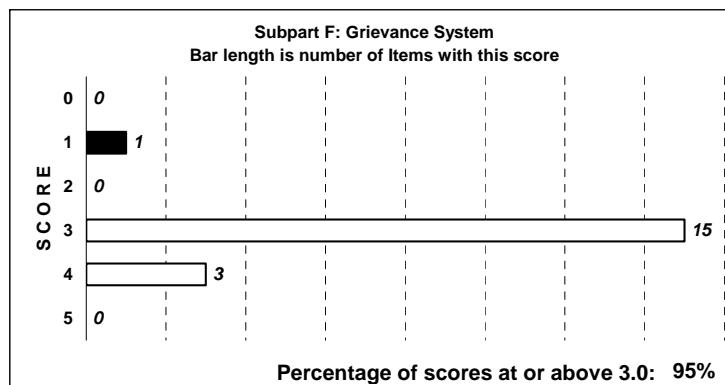 Subpart F: Grievance System
Bar length is number of Items with this score
SCORE
0 0
1 1
2 0
3 15
4 3
5 0
Percentage of scores at or above 3.0: 95%